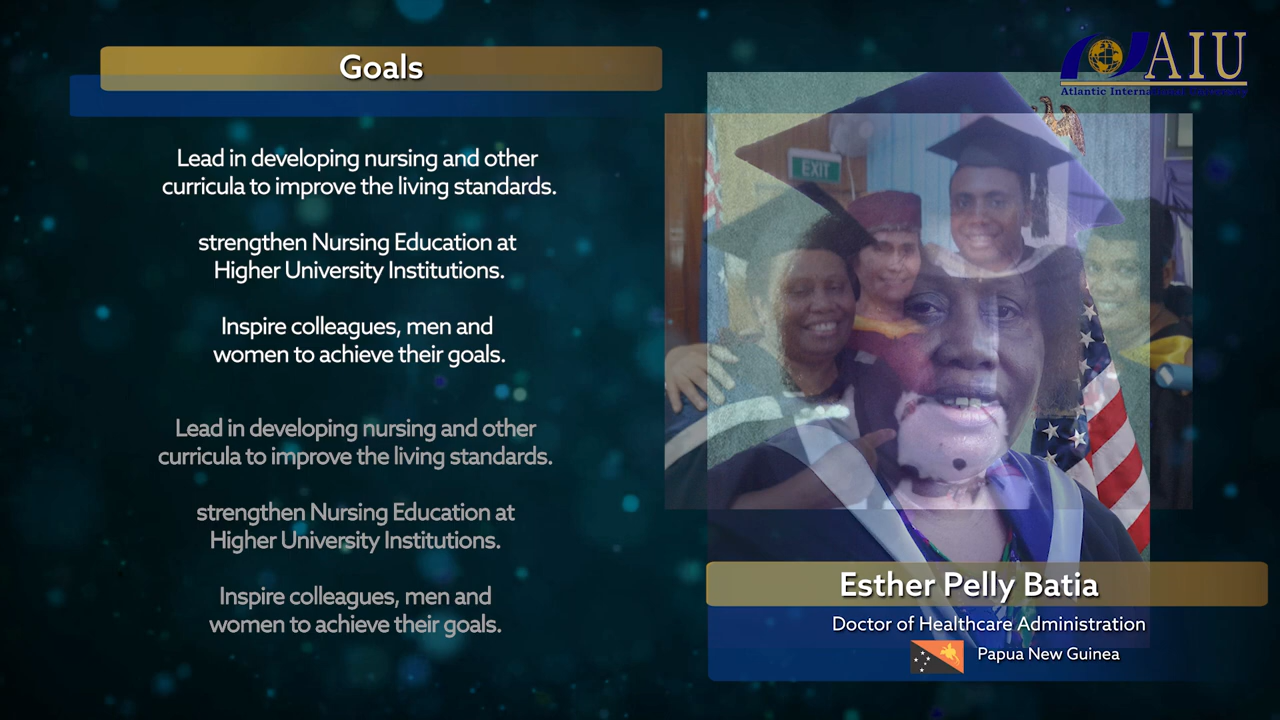 Goals
Lead in developing nursing and other
curricula to improve the living standards.
strengthen Nursing Education at
Higher University Institutions.
Inspire colleagues, men and
women to achieve their goals.
Lead in developing nursing and other
curricula to improve the living standards.
strengthen Nursing Education at
Higher University Institutions.
Inspire colleagues, men and
women to achieve their goals.
AIU
Atlantic International University
EXIT
Esther Pelly Batia
Doctor of Healthcare Administration
Papua New Guinea